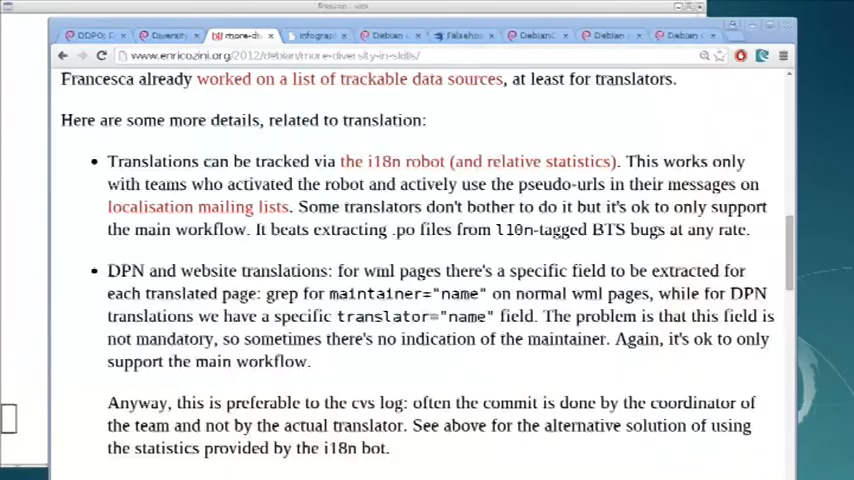 DDPO:
Diversity
more-di
infograp
Debian
Falseho
Debian
Debian
www.enricozini.org/2012/debian/more-diversity-in-skills/
Francesca already worked on a list of trackable data sources, at least for translators.
Here are some more details, related to translation:
• Translations can be tracked via the i18n robot (and relative statistics). This works only
with teams who activated the robot and actively use the pseudo-urls in their messages on
localisation mailing lists. Some translators don't bother to do it but it's ok to only support
the main workflow. It beats extracting .po files from l10n-tagged BTS bugs at any rate.
• DPN and website translations: for wml pages there's a specific field to be extracted for
each translated page: grep for maintainer="name" on normal wml pages, while for DPN
translations we have a specific translator="name" field. The problem is that this field is
not mandatory, so sometimes there's no indication of the maintainer. Again, it's ok to only
support the main workflow.
Anyway, this is preferable to the cvs log: often the commit is done by the coordinator of
the team and not by the actual translator. See above for the alternative solution of using
the statistics provided by the i18n bot.